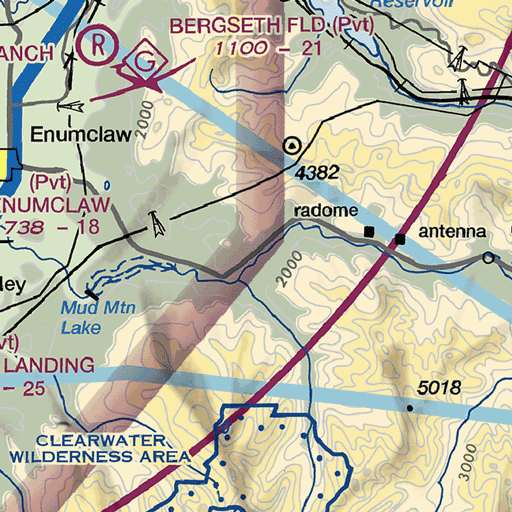 Reservoir
BERGSETH FLD (Pvt)
1100 – 21
R
G
ANCH
2000
Enumclaw
4382
(Pvt)
ENUMCLAW
738 – 18
radome
antenna
2000
ley
Mud Mtn
Lake
vt)
LANDING
– 25
5018
CLEARWATER
WILDERNESS AREA
3000